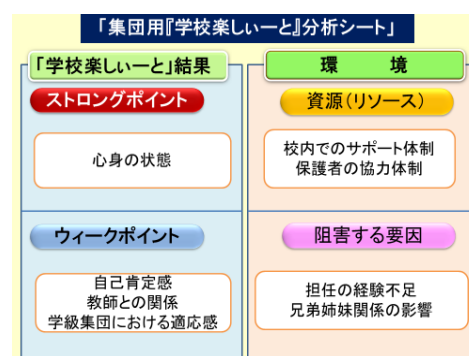 「集団用『学校楽しぃーと』分析シート」
「学校楽しぃーと」結果
環　境
ストロングポイント
資源（リソース）
心身の状態
校内でのサポート体制
保護者の協力体制
ウィークポイント
阻害する要因
自己肯定感
教師との関係
学級集団における適応感
担任の経験不足
兄弟姉妹関係の影響